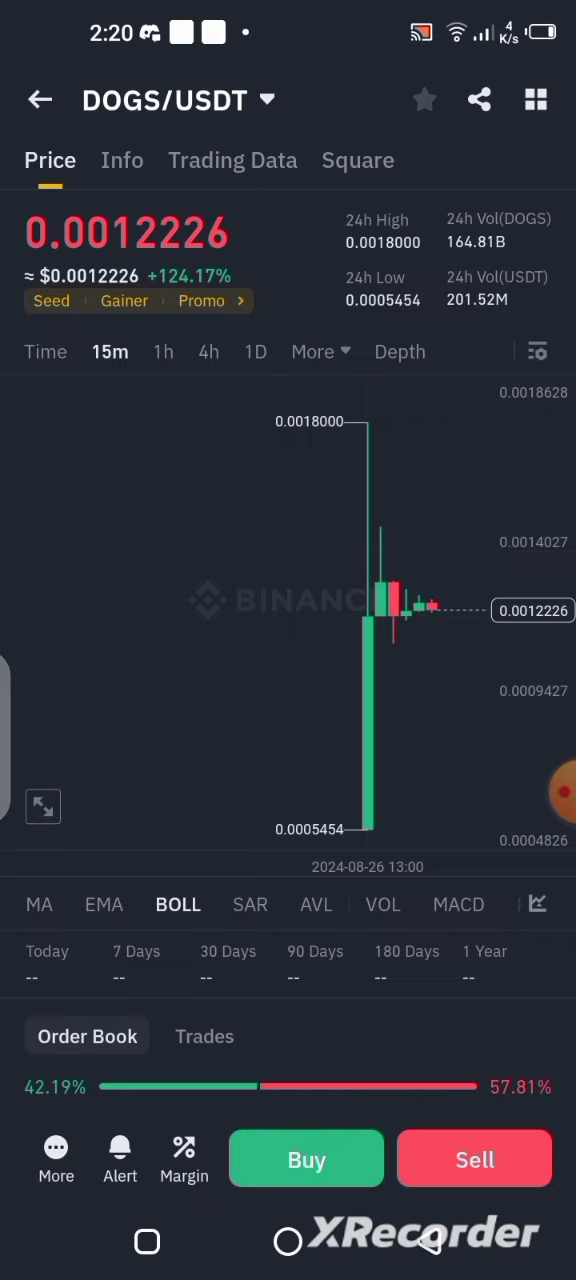 2:20 4 K/s
DOGS/USDT
Price Info Trading Data Square
0.0012226
≈ $0.0012226 +124.17%
Seed Gainer Promo
24h High 24h Vol(DOGS)
0.0018000 164.81B
24h Low 24h Vol(USDT)
0.0005454 201.52M
Time 15m 1h 4h 1D More Depth
0.0018628
0.0018000
0.0014027
BINANC
0.0012226
0.0009427
0.0005454
0.0004826
2024-08-26 13:00
MA EMA BOLL SAR AVL VOL MACD
Today 7 Days 30 Days 90 Days 180 Days 1 Year
-- -- -- -- -- --
Order Book Trades
42.19% 57.81%
More Alert Margin Buy Sell
XRecorder